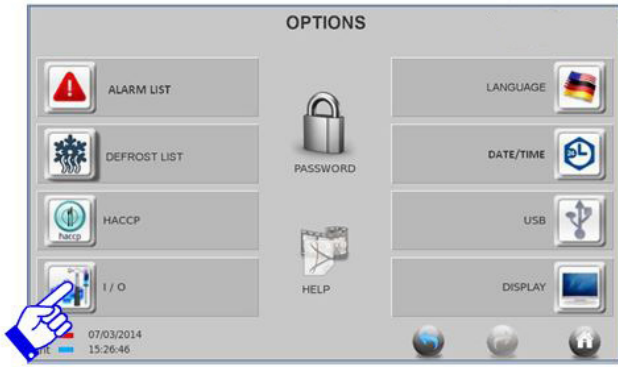 OPTIONS
ALARM LIST
LANGUAGE
DEFROST LIST
PASSWORD
DATE/TIME
HACCP
haccp
USB
I / O
HELP
DISPLAY
07/03/2014
15:26:46